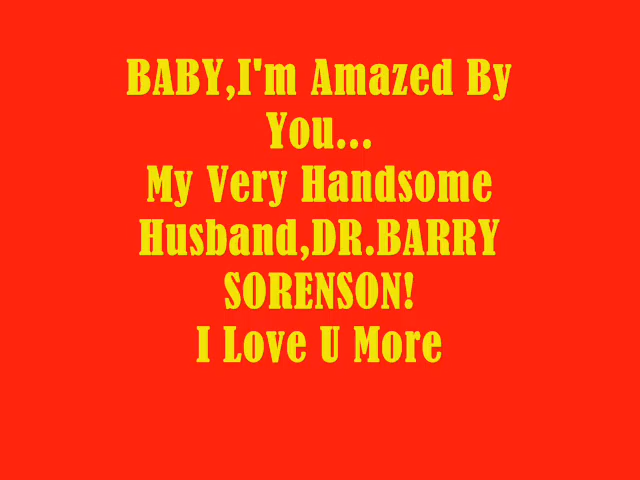 BABY,I'm Amazed By
You...
My Very Handsome
Husband,DR.BARRY
SORENSON!
I Love U More